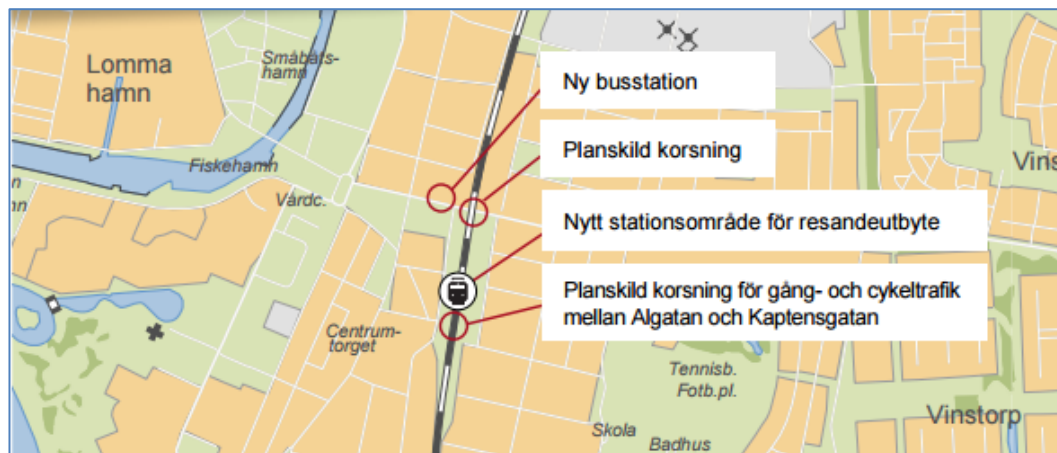 Lomma
hamn
Småbåts-
hamn
Ny busstation
Planskild korsning
Fiskehamn
Vårdc.
Vins
Nytt stationsområde för resandeutbyte
Planskild korsning för gång- och cykeltrafik
mellan Algatan och Kaptensgatan
Centrum-
torget
Tennisb.
Fotb.pl.
Vinstorp
Skola
Badhus